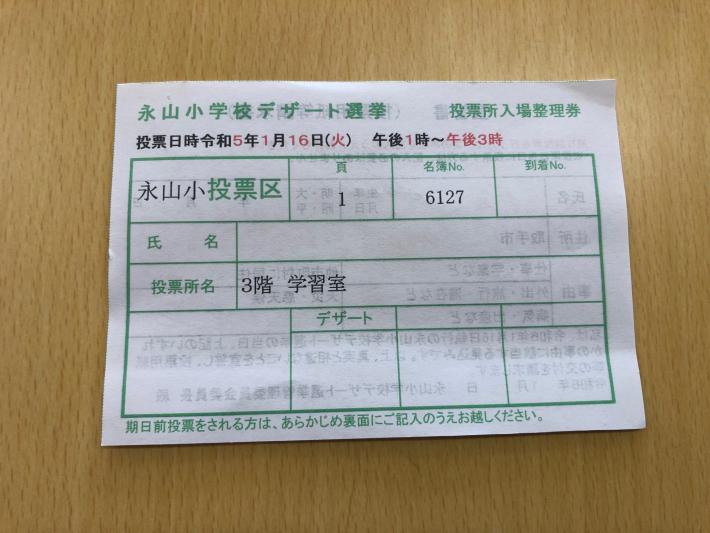 永山小学校デザート選挙　投票所入場整理券
投票日時令和5年1月16日(火)　午後1時～午後3時
永山小投票区　頁　1　名簿No.　6127　到着No.
氏　名
投票所名　3階　学習室
デザート
期日前投票をされる方は、あらかじめ裏面にご記入のうえお越しください。